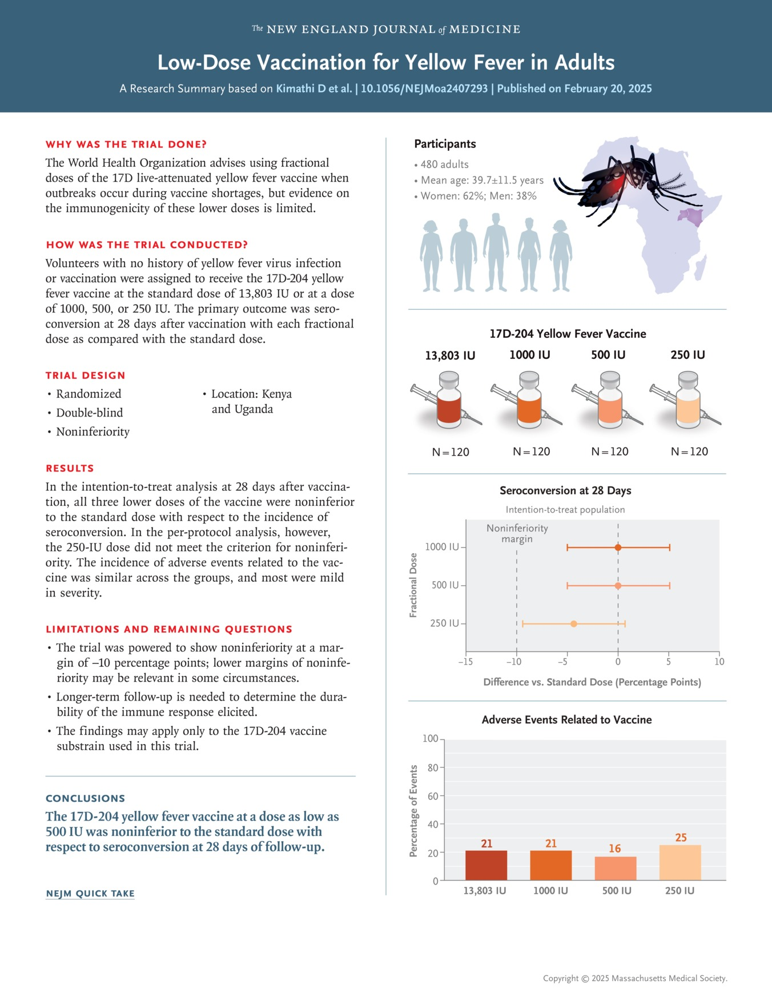 The NEW ENGLAND JOURNAL of MEDICINE
Low-Dose Vaccination for Yellow Fever in Adults
A Research Summary based on Kimathi D et al. | 10.1056/NEJMoa2407293 | Published on February 20, 2025
WHY WAS THE TRIAL DONE?
The World Health Organization advises using fractional
doses of the 17D live-attenuated yellow fever vaccine when
outbreaks occur during vaccine shortages, but evidence on
the immunogenicity of these lower doses is limited.
HOW WAS THE TRIAL CONDUCTED?
Volunteers with no history of yellow fever virus infection
or vaccination were assigned to receive the 17D-204 yellow
fever vaccine at the standard dose of 13,803 IU or at a dose
of 1000, 500, or 250 IU. The primary outcome was sero-
conversion at 28 days after vaccination with each fractional
dose as compared with the standard dose.
TRIAL DESIGN
• Randomized
• Double-blind
• Noninferiority
• Location: Kenya
and Uganda
RESULTS
In the intention-to-treat analysis at 28 days after vaccina-
tion, all three lower doses of the vaccine were noninferior
to the standard dose with respect to the incidence of
seroconversion. In the per-protocol analysis, however,
the 250-IU dose did not meet the criterion for noninferi-
ority. The incidence of adverse events related to the vac-
cine was similar across the groups, and most were mild
in severity.
LIMITATIONS AND REMAINING QUESTIONS
• The trial was powered to show noninferiority at a mar-
gin of –10 percentage points; lower margins of noninfe-
riority may be relevant in some circumstances.
• Longer-term follow-up is needed to determine the dura-
bility of the immune response elicited.
• The findings may apply only to the 17D-204 vaccine
substrain used in this trial.
CONCLUSIONS
The 17D-204 yellow fever vaccine at a dose as low as
500 IU was noninferior to the standard dose with
respect to seroconversion at 28 days of follow-up.
NEJM QUICK TAKE
Participants
• 480 adults
• Mean age: 39.7±11.5 years
• Women: 62%; Men: 38%
17D-204 Yellow Fever Vaccine
13,803 IU 1000 IU 500 IU 250 IU
N=120 N=120 N=120 N=120
Seroconversion at 28 Days
Intention-to-treat population
Noninferiority
margin
Fractional Dose
1000 IU
500 IU
250 IU
–15 –10 –5 0 5 10
Difference vs. Standard Dose (Percentage Points)
Adverse Events Related to Vaccine
Percentage of Events
100
80
60
40
20
0
21 21 16 25
13,803 IU 1000 IU 500 IU 250 IU
Copyright © 2025 Massachusetts Medical Society.